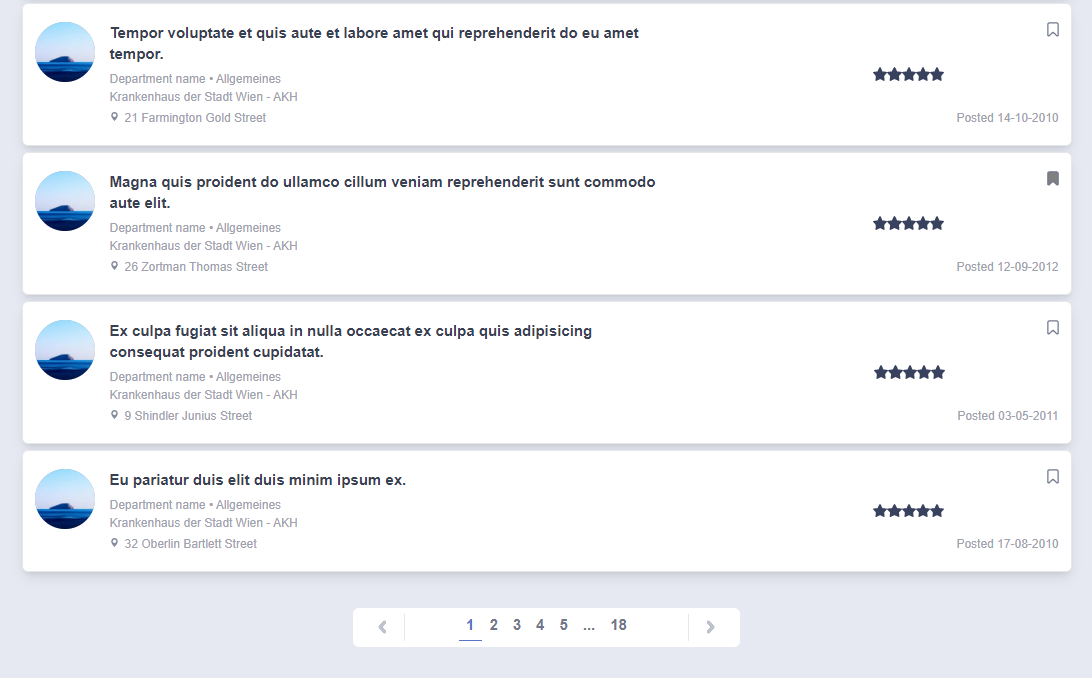 Tempor voluptate et quis aute et labore amet qui reprehenderit do eu amet
tempor.
Department name • Allgemeines
Krankenhaus der Stadt Wien - AKH
21 Farmington Gold Street
Posted 14-10-2010
Magna quis proident do ullamco cillum veniam reprehenderit sunt commodo
aute elit.
Department name • Allgemeines
Krankenhaus der Stadt Wien - AKH
26 Zortman Thomas Street
Posted 12-09-2012
Ex culpa fugiat sit aliqua in nulla occaecat ex culpa quis adipisicing
consequat proident cupidatat.
Department name • Allgemeines
Krankenhaus der Stadt Wien - AKH
9 Shindler Junius Street
Posted 03-05-2011
Eu pariatur duis elit duis minim ipsum ex.
Department name • Allgemeines
Krankenhaus der Stadt Wien - AKH
32 Oberlin Bartlett Street
Posted 17-08-2010
1 2 3 4 5 ... 18